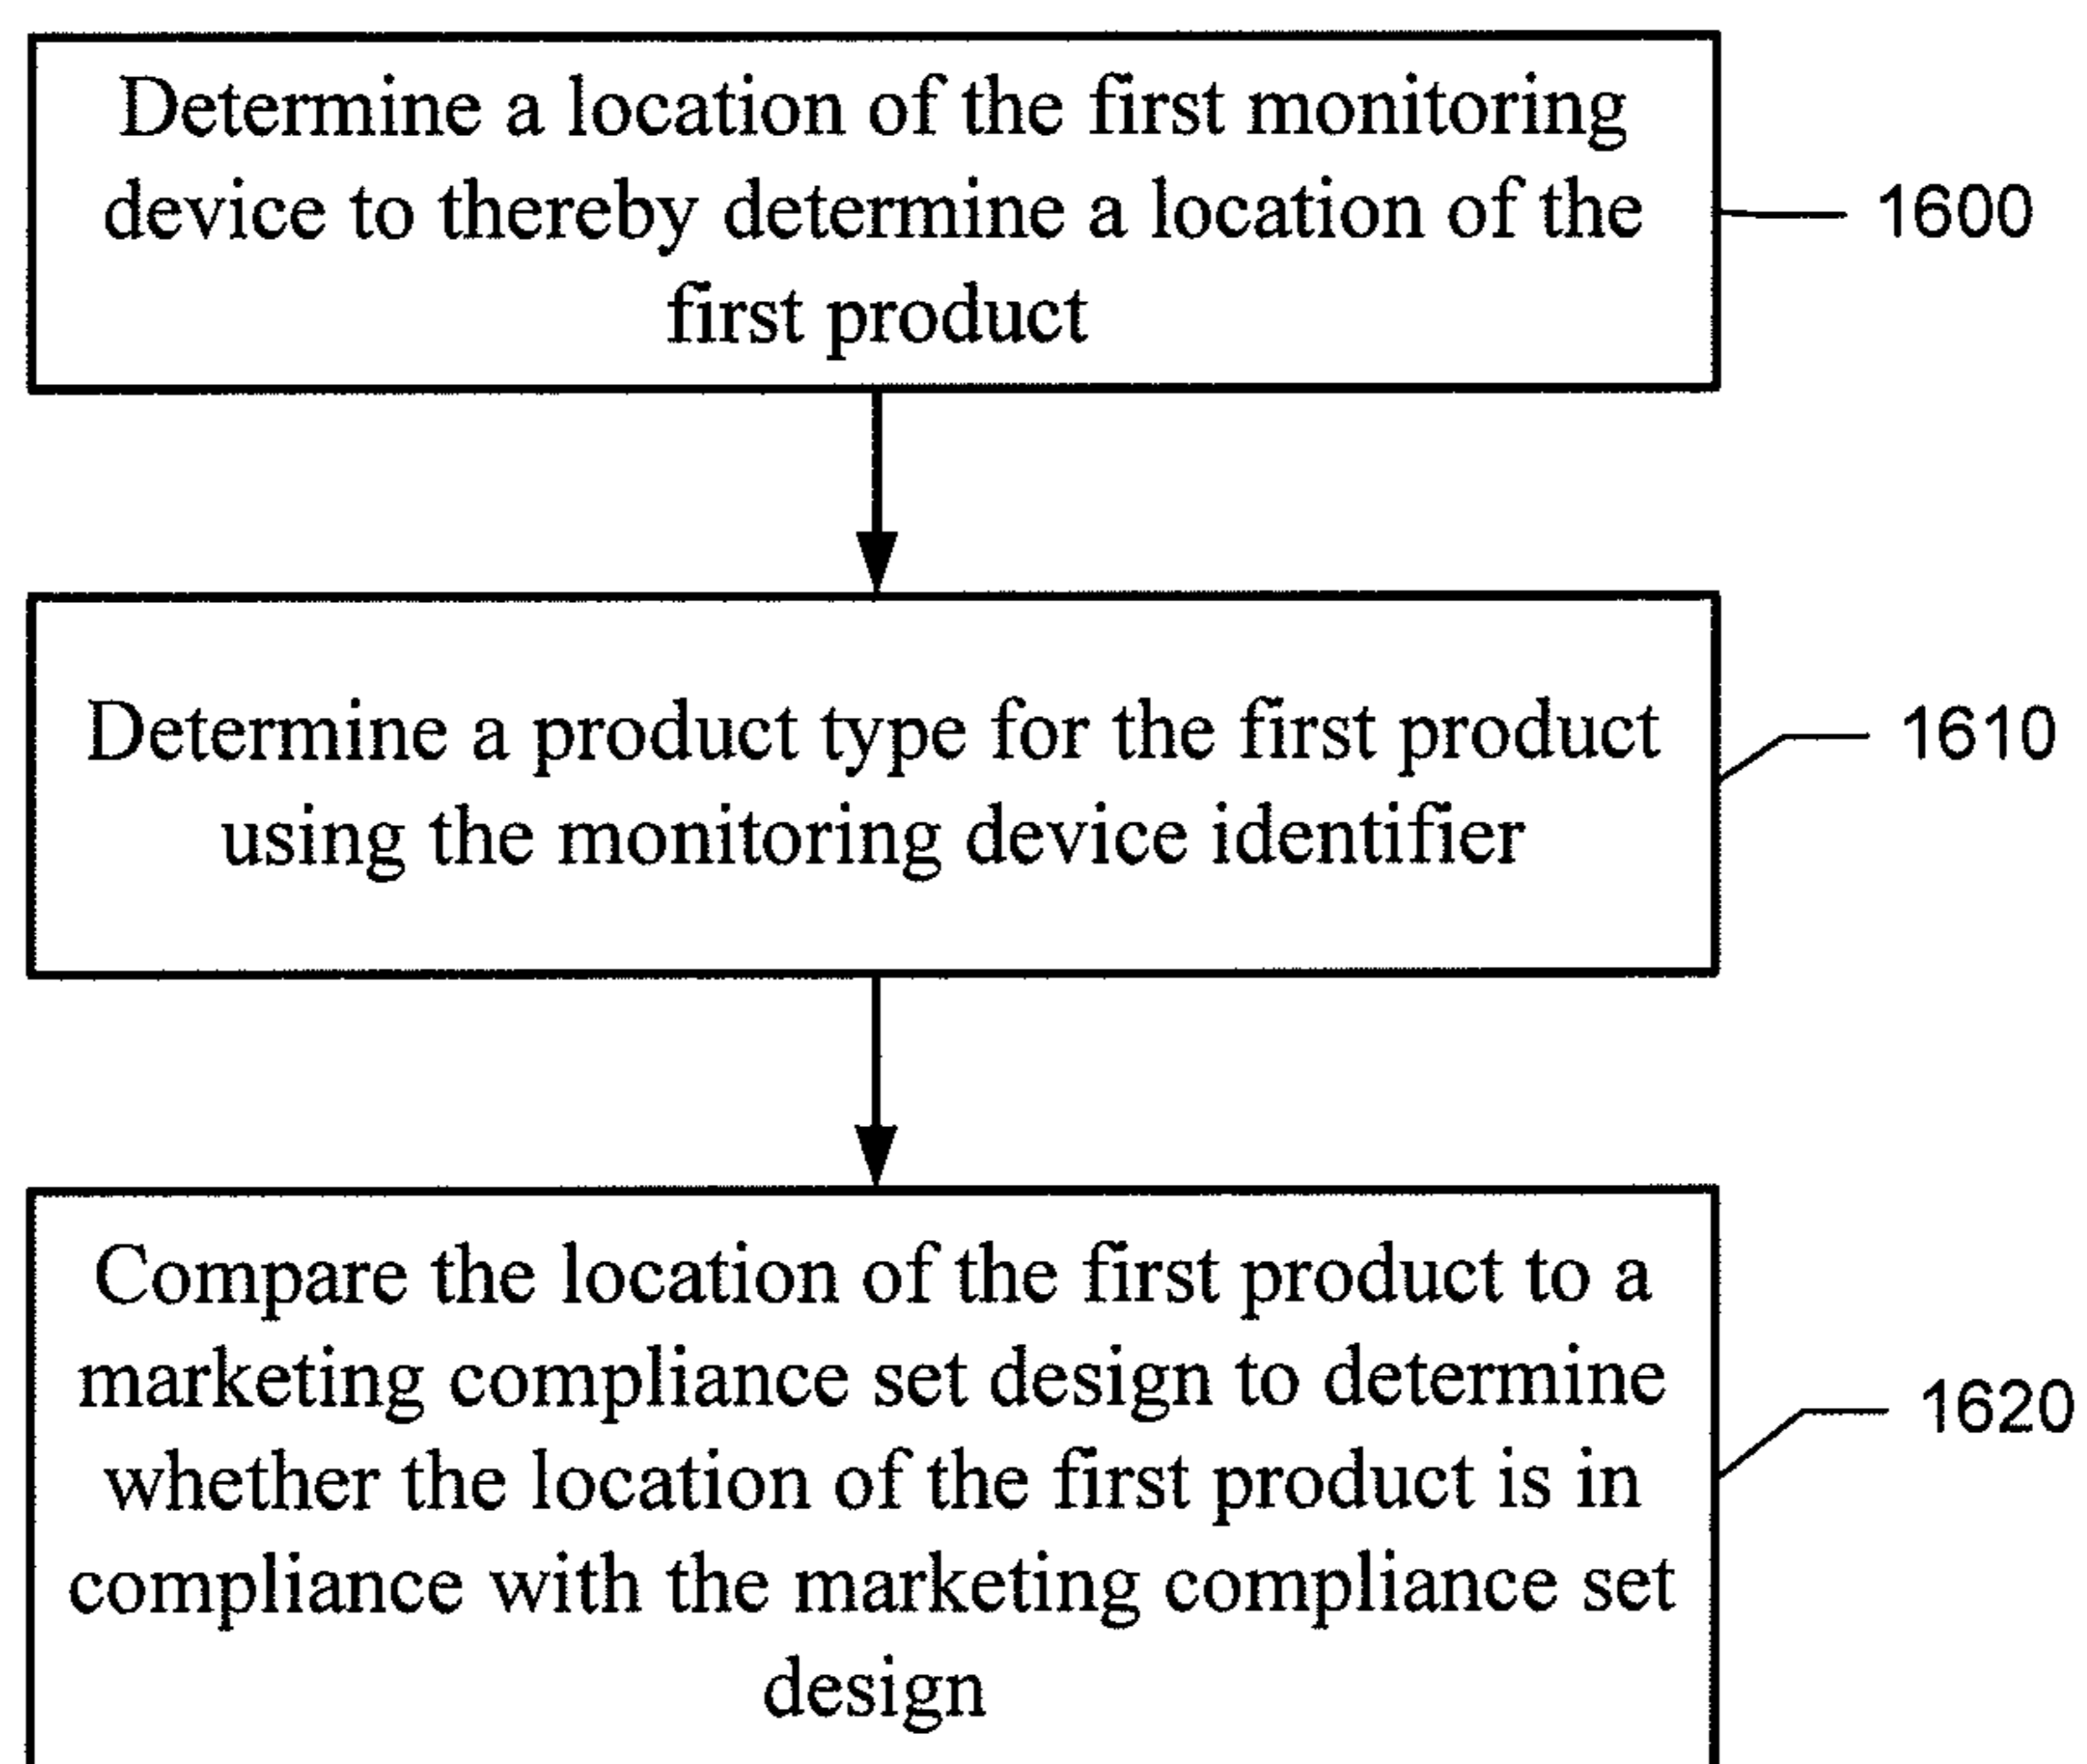 Determine a location of the first monitoring
device to thereby determine a location of the
first product
1600
Determine a product type for the first product
using the monitoring device identifier
1610
Compare the location of the first product to a
marketing compliance set design to determine
whether the location of the first product is in
compliance with the marketing compliance set
design
1620